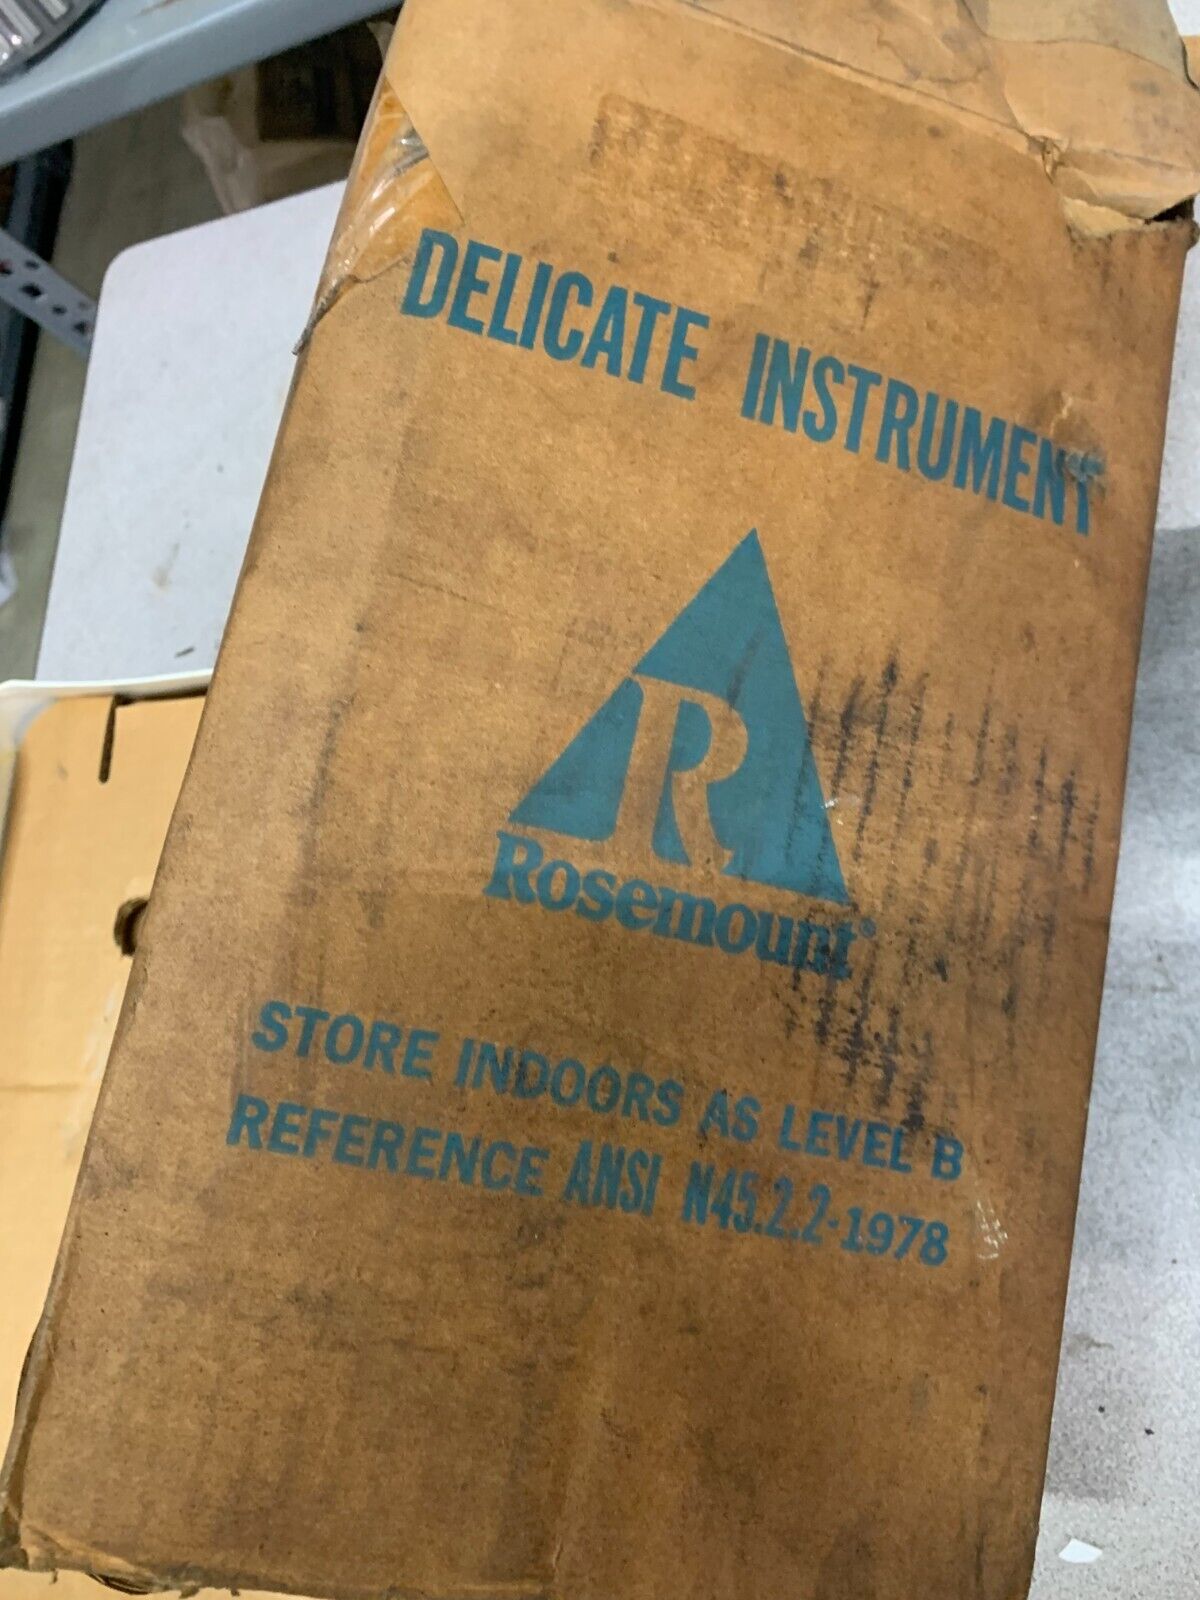 DELICATE INSTRUMENT
R
Rosemount®
STORE INDOORS AS LEVEL B
REFERENCE ANSI N45.2.2-1978